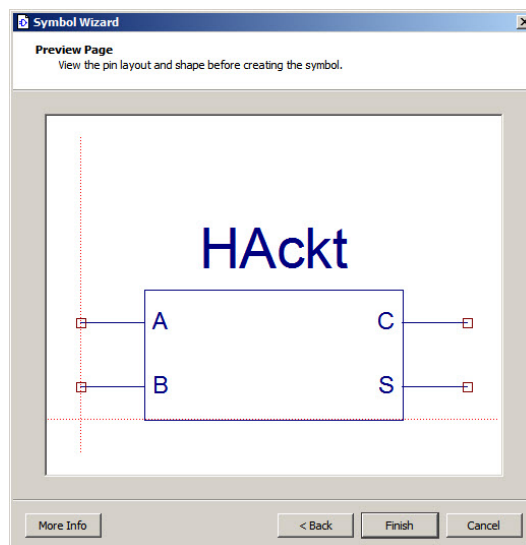 Symbol Wizard
Preview Page
View the pin layout and shape before creating the symbol.
HAckt
A C
B S
More Info < Back Finish Cancel